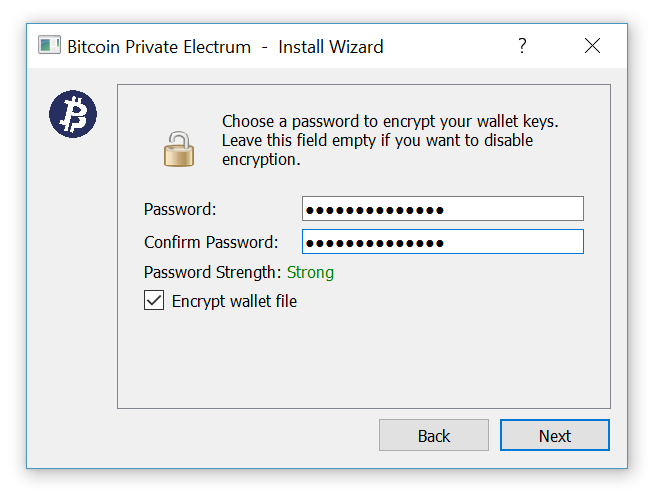 Bitcoin Private Electrum  -  Install Wizard
?
Choose a password to encrypt your wallet keys.
Leave this field empty if you want to disable
encryption.
Password: ●●●●●●●●●●●●●●
Confirm Password: ●●●●●●●●●●●●●●
Password Strength: Strong
Encrypt wallet file
Back Next